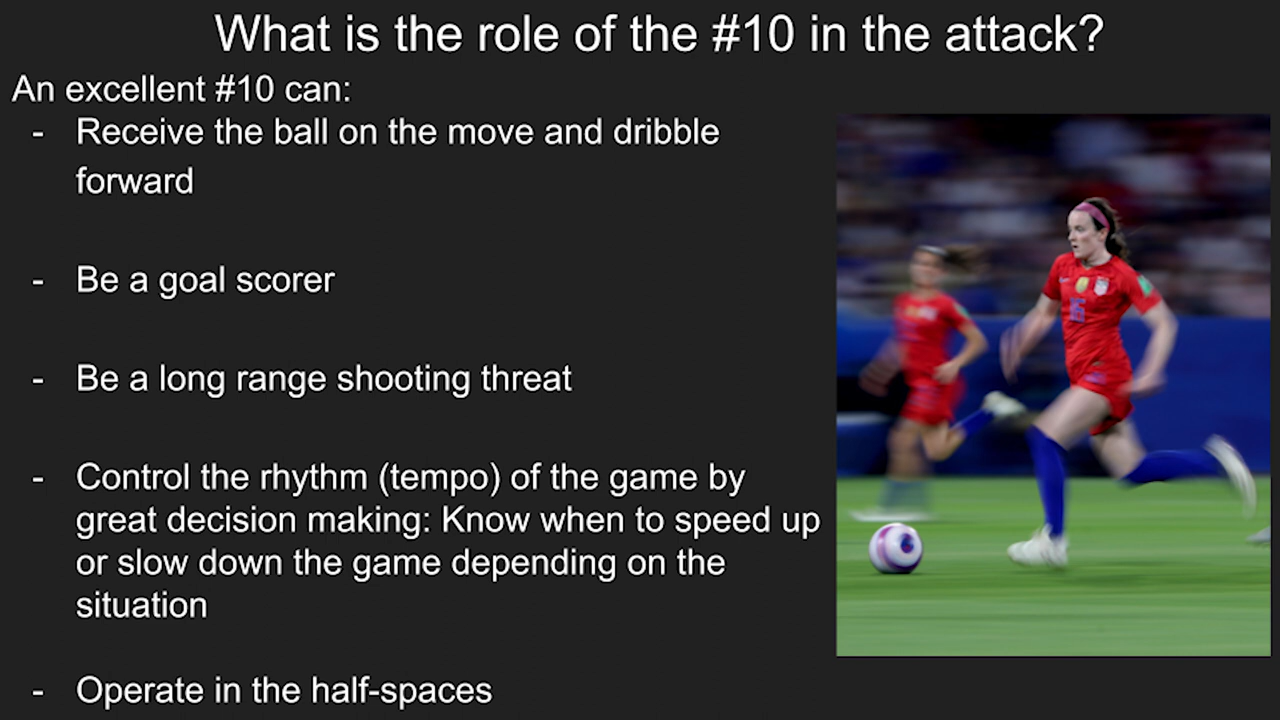 What is the role of the #10 in the attack?
An excellent #10 can:
- Receive the ball on the move and dribble
forward
- Be a goal scorer
- Be a long range shooting threat
- Control the rhythm (tempo) of the game by
great decision making: Know when to speed up
or slow down the game depending on the
situation
- Operate in the half-spaces
16